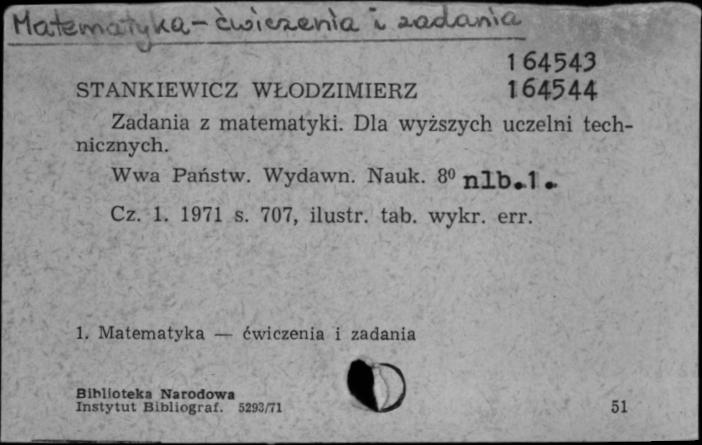 Matematyka - ćwiczenia i zadania
164543
STANKIEWICZ WŁODZIMIERZ 164544
Zadania z matematyki. Dla wyższych uczelni tech-
nicznych.
Wwa Państw. Wydawn. Nauk. 8⁰ nlb.1.
Cz. 1. 1971 s. 707, ilustr. tab. wykr. err.
1. Matematyka — ćwiczenia i zadania
Biblioteka Narodowa
Instytut Bibliograf. 5293/71 51